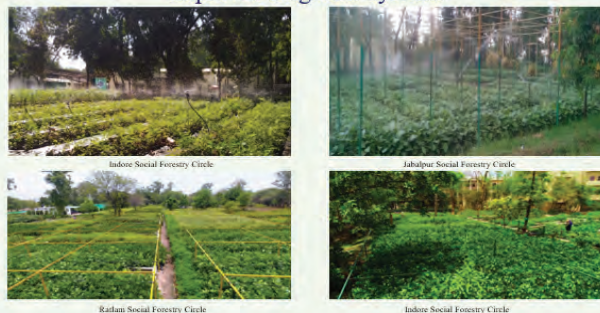 Indore Social Forestry Circle
Jabalpur Social Forestry Circle
Ratlam Social Forestry Circle
Indore Social Forestry Circle